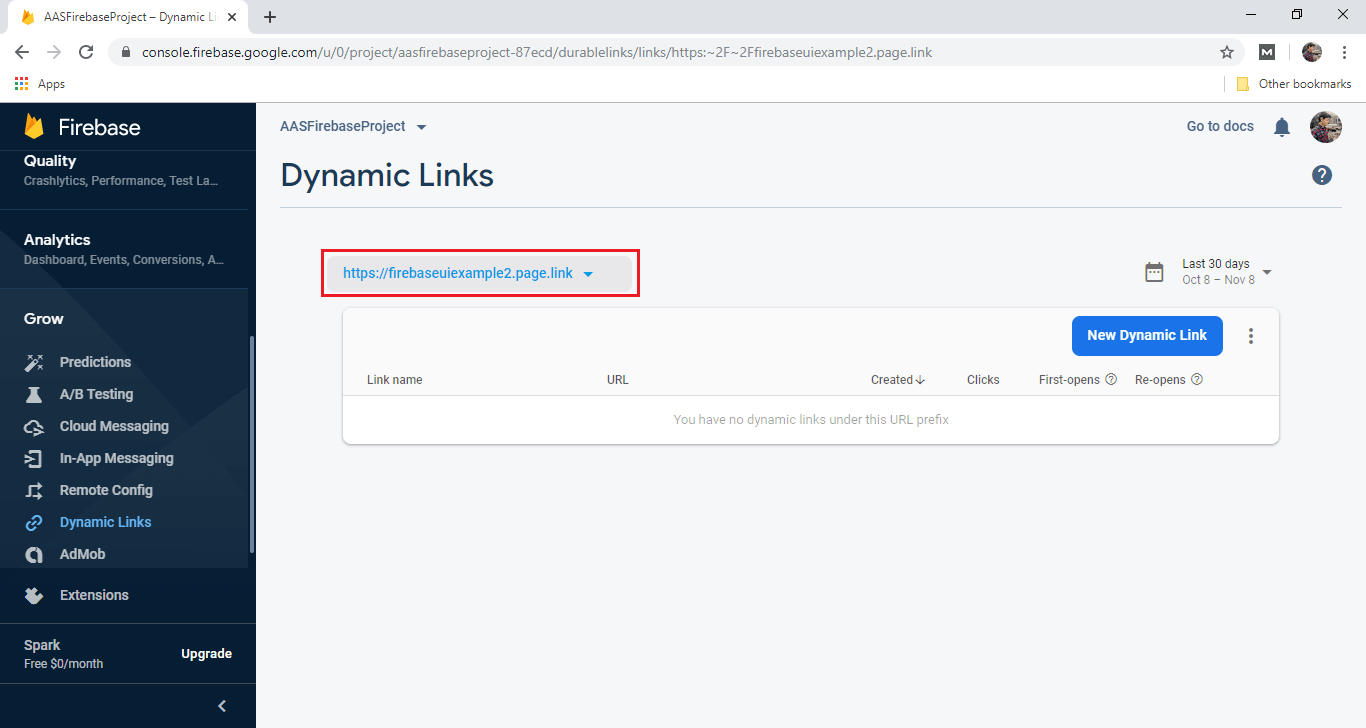 AASFirebaseProject – Dynamic Li
console.firebase.google.com/u/0/project/aasfirebaseproject-87ecd/durablelinks/links/https:~2F~2Ffirebaseuiexample2.page.link
M
Apps
Other bookmarks
Firebase
Quality
Crashlytics, Performance, Test La...
Analytics
Dashboard, Events, Conversions, A...
Grow
Predictions
A/B Testing
Cloud Messaging
In-App Messaging
Remote Config
Dynamic Links
AdMob
Extensions
Spark
Free $0/month
Upgrade
AASFirebaseProject
Go to docs
Dynamic Links
?
https://firebaseuiexample2.page.link
Last 30 days
Oct 8 – Nov 8
New Dynamic Link
Link name URL Created Clicks First-opens ? Re-opens ?
You have no dynamic links under this URL prefix